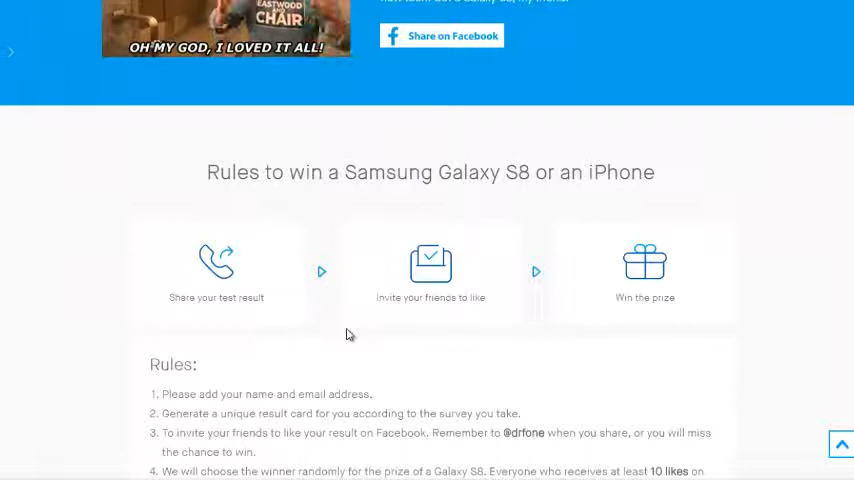 EASTWOOD
AND
CHAIR
OH MY GOD, I LOVED IT ALL!
Share on Facebook
Rules to win a Samsung Galaxy S8 or an iPhone
Share your test result
Invite your friends to like
Win the prize
Rules:
1. Please add your name and email address.
2. Generate a unique result card for you according to the survey you take.
3. To invite your friends to like your result on Facebook. Remember to @drfone when you share, or you will miss
the chance to win.
4. We will choose the winner randomly for the prize of a Galaxy S8. Everyone who receives at least 10 likes on